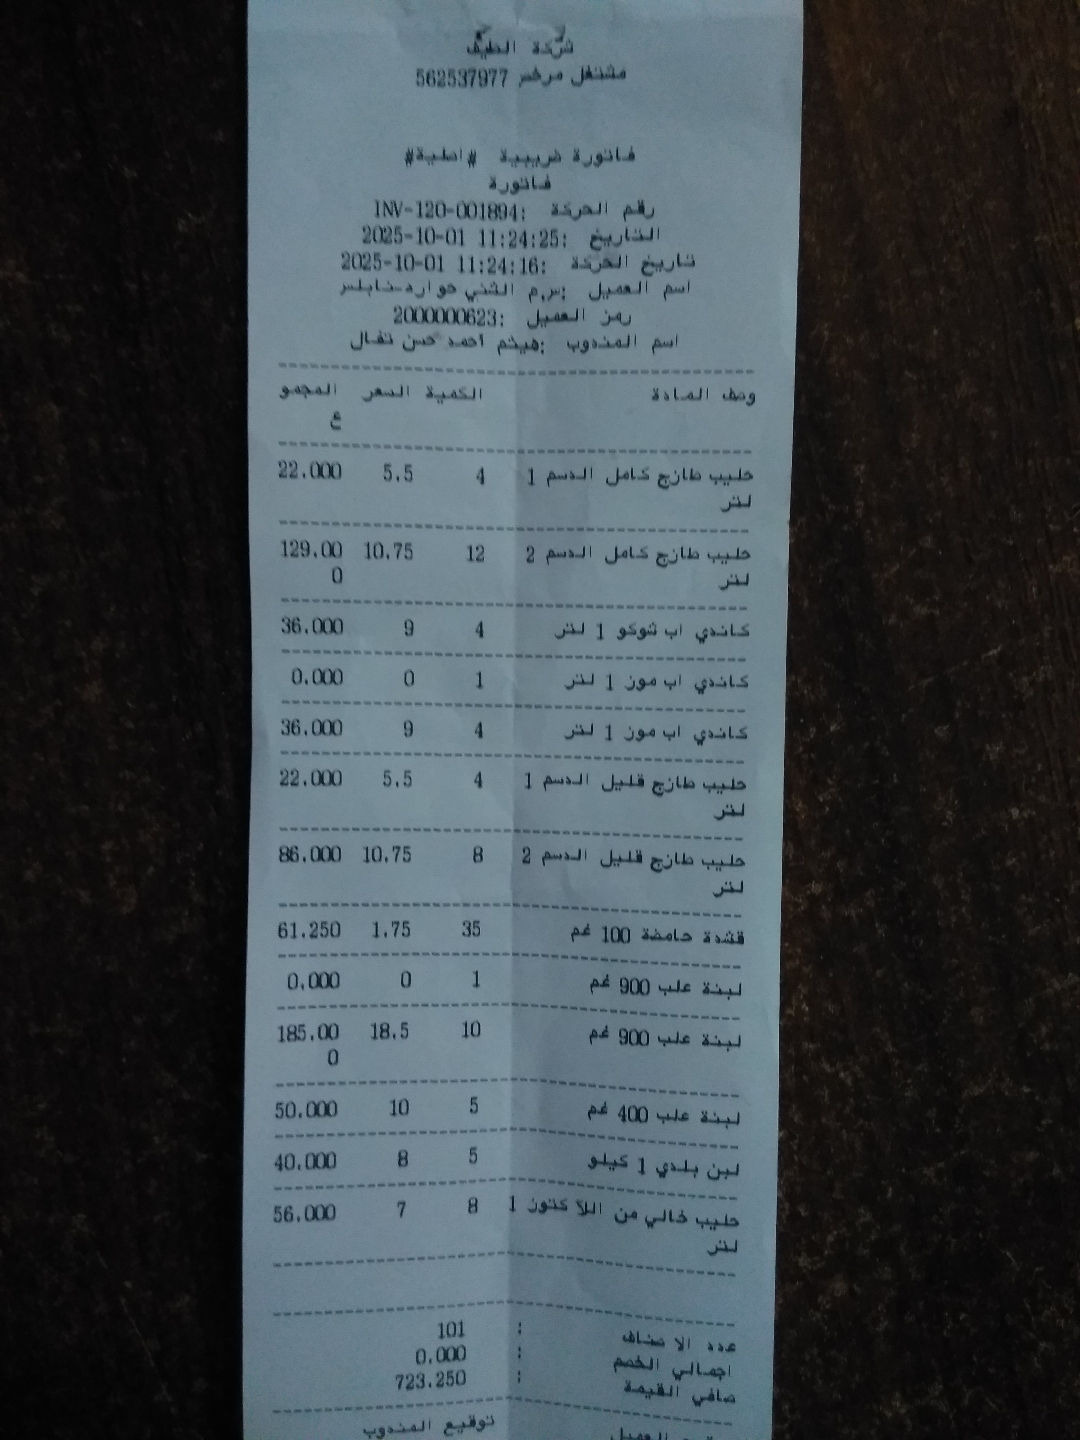 شركة الطيف
مشتغل مرخص 562537977
فاتورة ضريبية #اصلية#
فاتورة
رقم الحركة :INV-120-001894
التاريخ :2025-10-01 11:24:25
تاريخ الحركة :2025-10-01 11:24:16
اسم العميل :س.م الشني حواره-نابلس
رمز العميل :2000000623
اسم المندوب :هيثم أحمد حسن
وصف المادة الكمية السعر المجمو
ع
حليب طازج كامل الدسم 1 4 5.5 22.000
لتر
حليب طازج كامل الدسم 2 12 10.75 129.00
لتر 0
كاندي اب شوكو 1 لتر 4 9 36.000
كاندي اب موز 1 لتر 1 0 0.000
كاندي اب موز 1 لتر 4 9 36.000
حليب طازج قليل الدسم 1 4 5.5 22.000
لتر
حليب طازج قليل الدسم 2 8 10.75 86.000
لتر
قشدة حامضة 100 غم 35 1.75 61.250
لبنة علب 900 غم 1 0 0.000
لبنة علب 900 غم 10 18.5 185.00
0
لبنة علب 400 غم 5 10 50.000
لبن بلدي 1 كيلو 5 8 40.000
حليب خالي من اللاكتوز 1 8 7 56.000
لتر
عدد الاصناف : 101
اجمالي الخصم : 0.000
صافي القيمة : 723.250
العميل توقيع المندوب